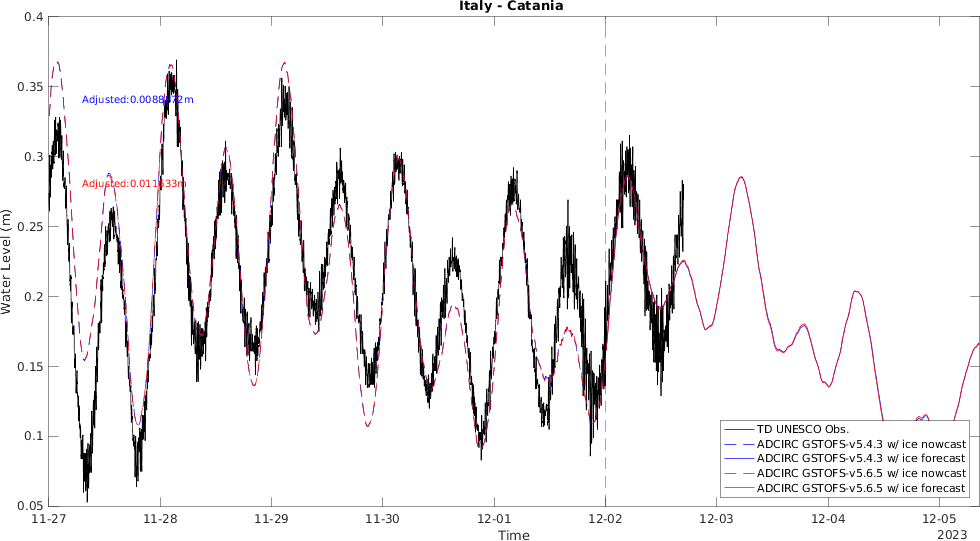 Italy - Catania
0.4
0.35
0.3
0.25
0.2
0.15
0.1
0.05
Water Level (m)
Adjusted:0.0088472m
Adjusted:0.011633m
TD UNESCO Obs.
ADCIRC GSTOFS-v5.4.3 w/ ice nowcast
ADCIRC GSTOFS-v5.4.3 w/ ice forecast
ADCIRC GSTOFS-v5.6.5 w/ ice nowcast
ADCIRC GSTOFS-v5.6.5 w/ ice forecast
11-27 11-28 11-29 11-30 12-01 12-02 12-03 12-04 12-05
Time
2023